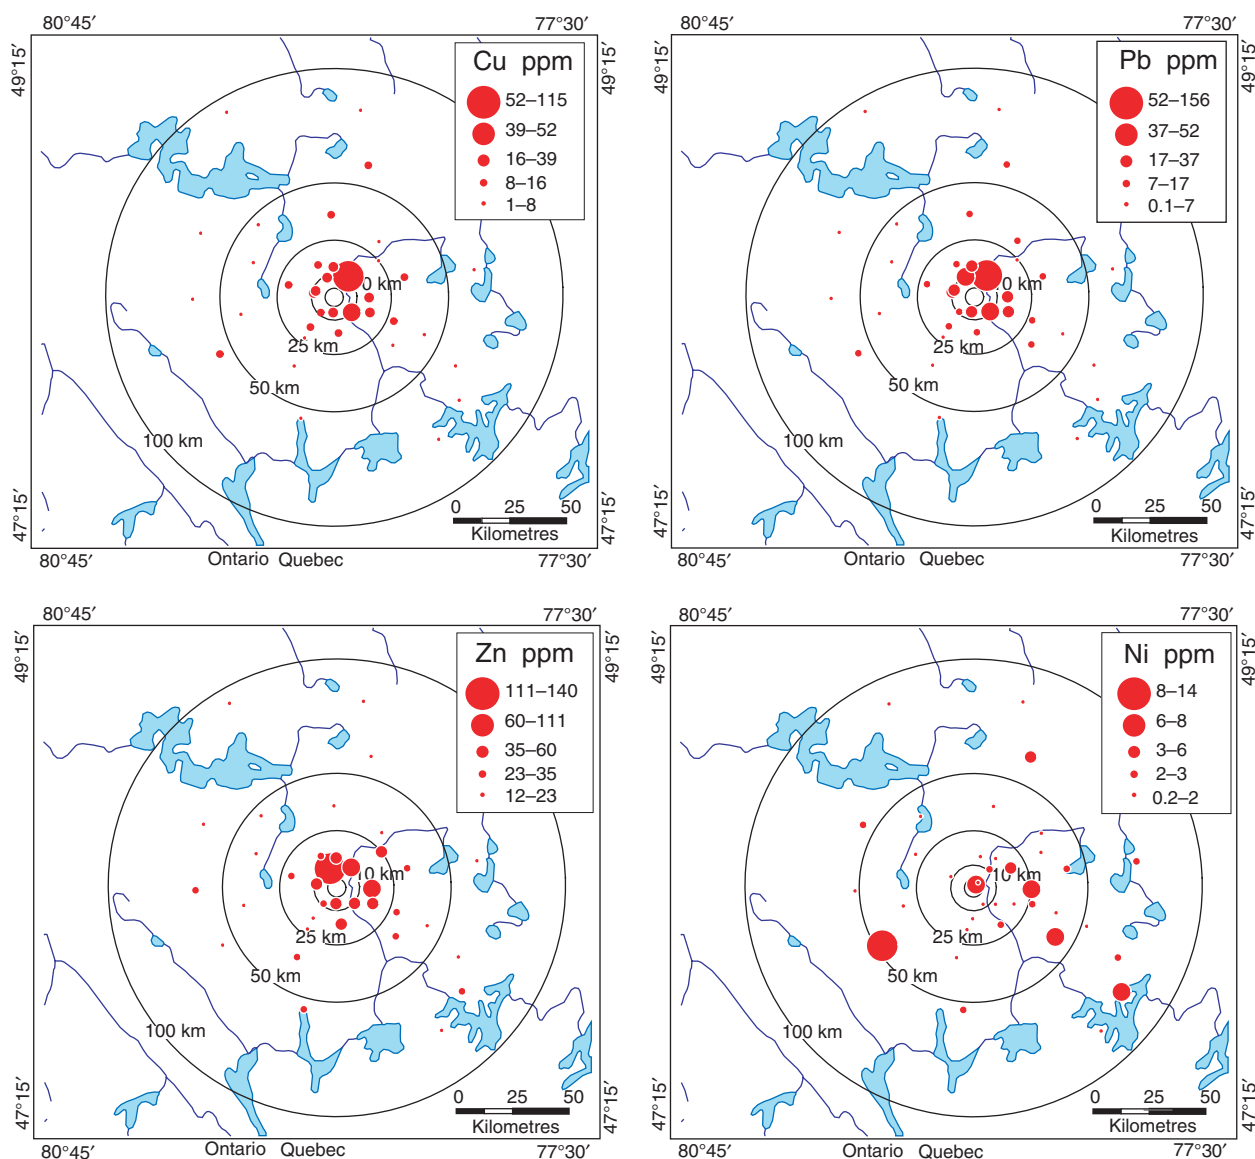 80°45′ 77°30′
49°15′ 49°15′
Cu ppm
52–115
39–52
16–39
8–16
1–8
0 km
25 km
50 km
100 km
0 25 50
Kilometres
47°15′ 47°15′
80°45′ Ontario Quebec 77°30′
80°45′ 77°30′
49°15′ 49°15′
Pb ppm
52–156
37–52
17–37
7–17
0.1–7
0 km
25 km
50 km
100 km
0 25 50
Kilometres
47°15′ 47°15′
80°45′ Ontario Quebec 77°30′
80°45′ 77°30′
49°15′ 49°15′
Zn ppm
111–140
60–111
35–60
23–35
12–23
10 km
25 km
50 km
100 km
0 25 50
Kilometres
47°15′ 47°15′
80°45′ Ontario Quebec 77°30′
80°45′ 77°30′
49°15′ 49°15′
Ni ppm
8–14
6–8
3–6
2–3
0.2–2
10 km
25 km
50 km
100 km
0 25 50
Kilometres
47°15′ 47°15′
80°45′ Ontario Quebec 77°30′